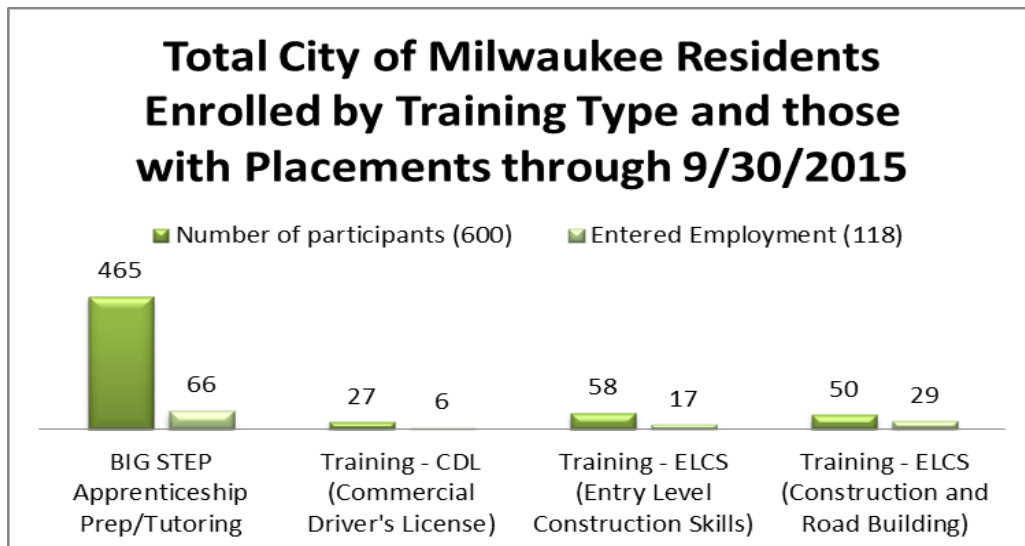 Total City of Milwaukee Residents
Enrolled by Training Type and those
with Placements through 9/30/2015
Number of participants (600)
Entered Employment (118)
465
66
27
6
58
17
50
29
BIG STEP
Apprenticeship
Prep/Tutoring
Training - CDL
(Commercial
Driver's License)
Training - ELCS
(Entry Level
Construction Skills)
Training - ELCS
(Construction and
Road Building)